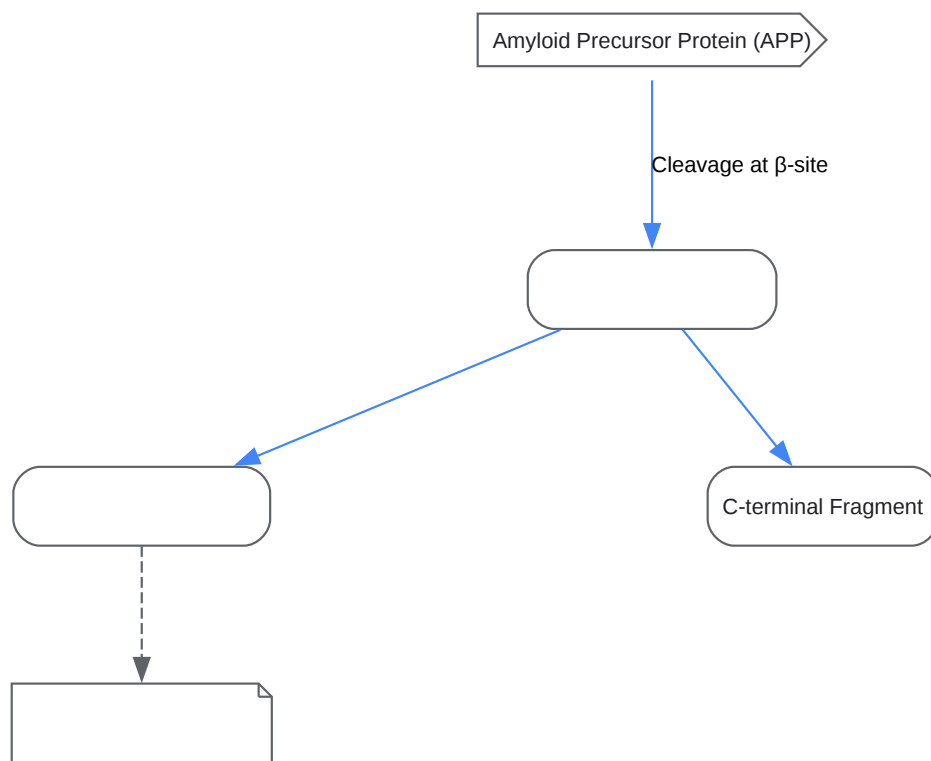 Amyloid Precursor Protein (APP)
Cleavage at β-site
C-terminal Fragment